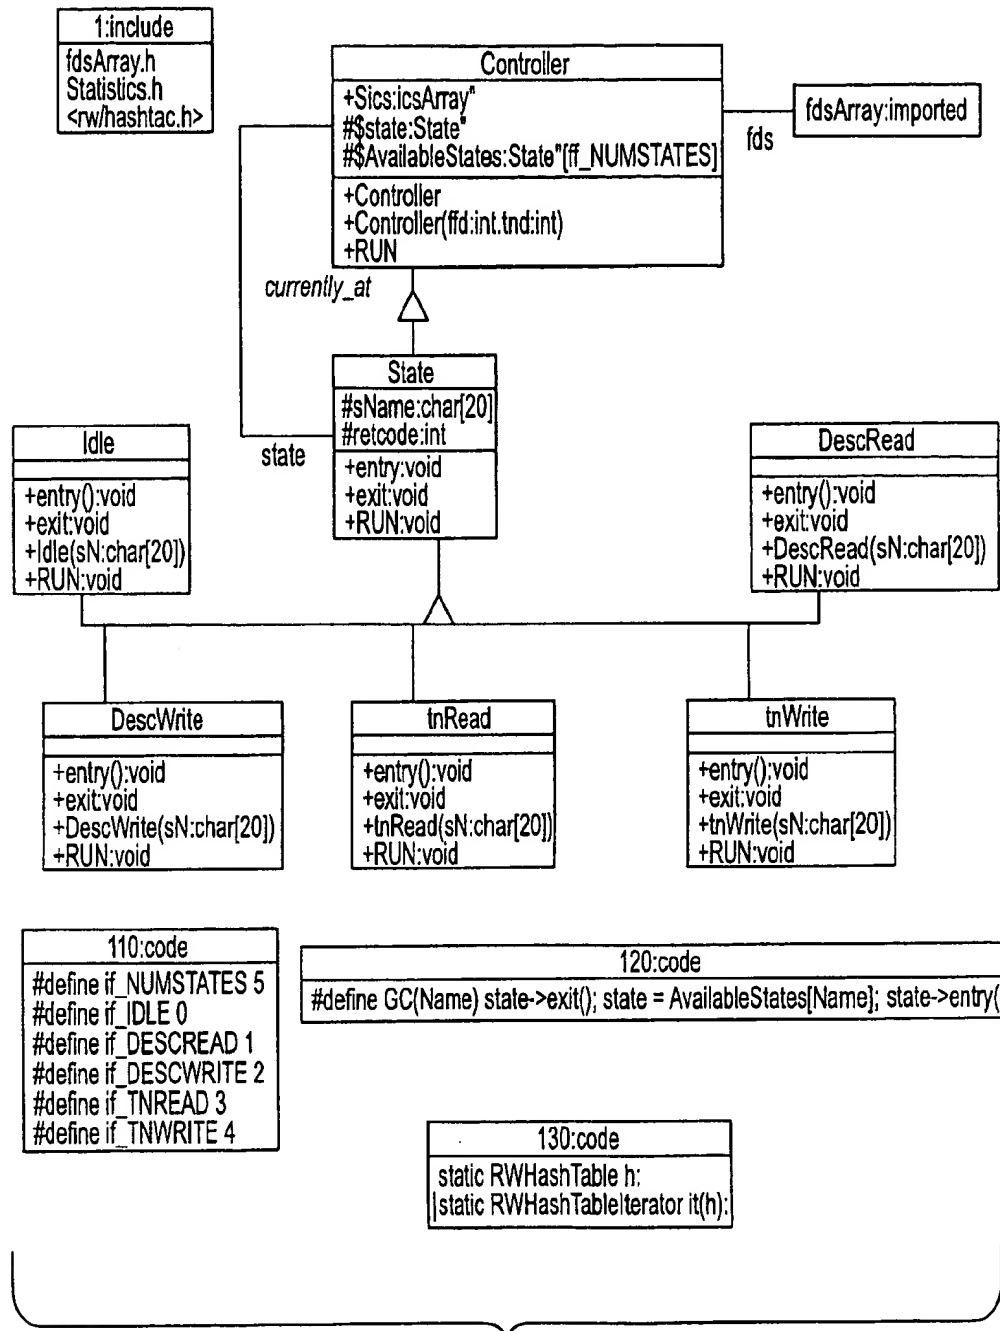 1:include
fdsArray.h
Statistics.h
<rw/hashtac.h>
Controller
+Sics:icsArray"
#$state:State"
#$AvailableStates:State"[ff_NUMSTATES]
+Controller
+Controller(ffd:int.tnd:int)
+RUN
fdsArray:imported
fds
currently_at
State
#sName:char[20]
#retcode:int
+entry:void
+exit:void
+RUN:void
state
Idle
+entry():void
+exit:void
+Idle(sN:char[20])
+RUN:void
DescRead
+entry():void
+exit:void
+DescRead(sN:char[20])
+RUN:void
DescWrite
+entry():void
+exit:void
+DescWrite(sN:char[20])
+RUN:void
tnRead
+entry():void
+exit:void
+tnRead(sN:char[20])
+RUN:void
tnWrite
+entry():void
+exit:void
+tnWrite(sN:char[20])
+RUN:void
110:code
#define if_NUMSTATES 5
#define if_IDLE 0
#define if_DESCREAD 1
#define if_DESCWRITE 2
#define if_TNREAD 3
#define if_TNWRITE 4
120:code
#define GC(Name) state->exit(); state = AvailableStates[Name]; state->entry(
130:code
static RWHashTable h;
static RWHashTableIterator it(h);